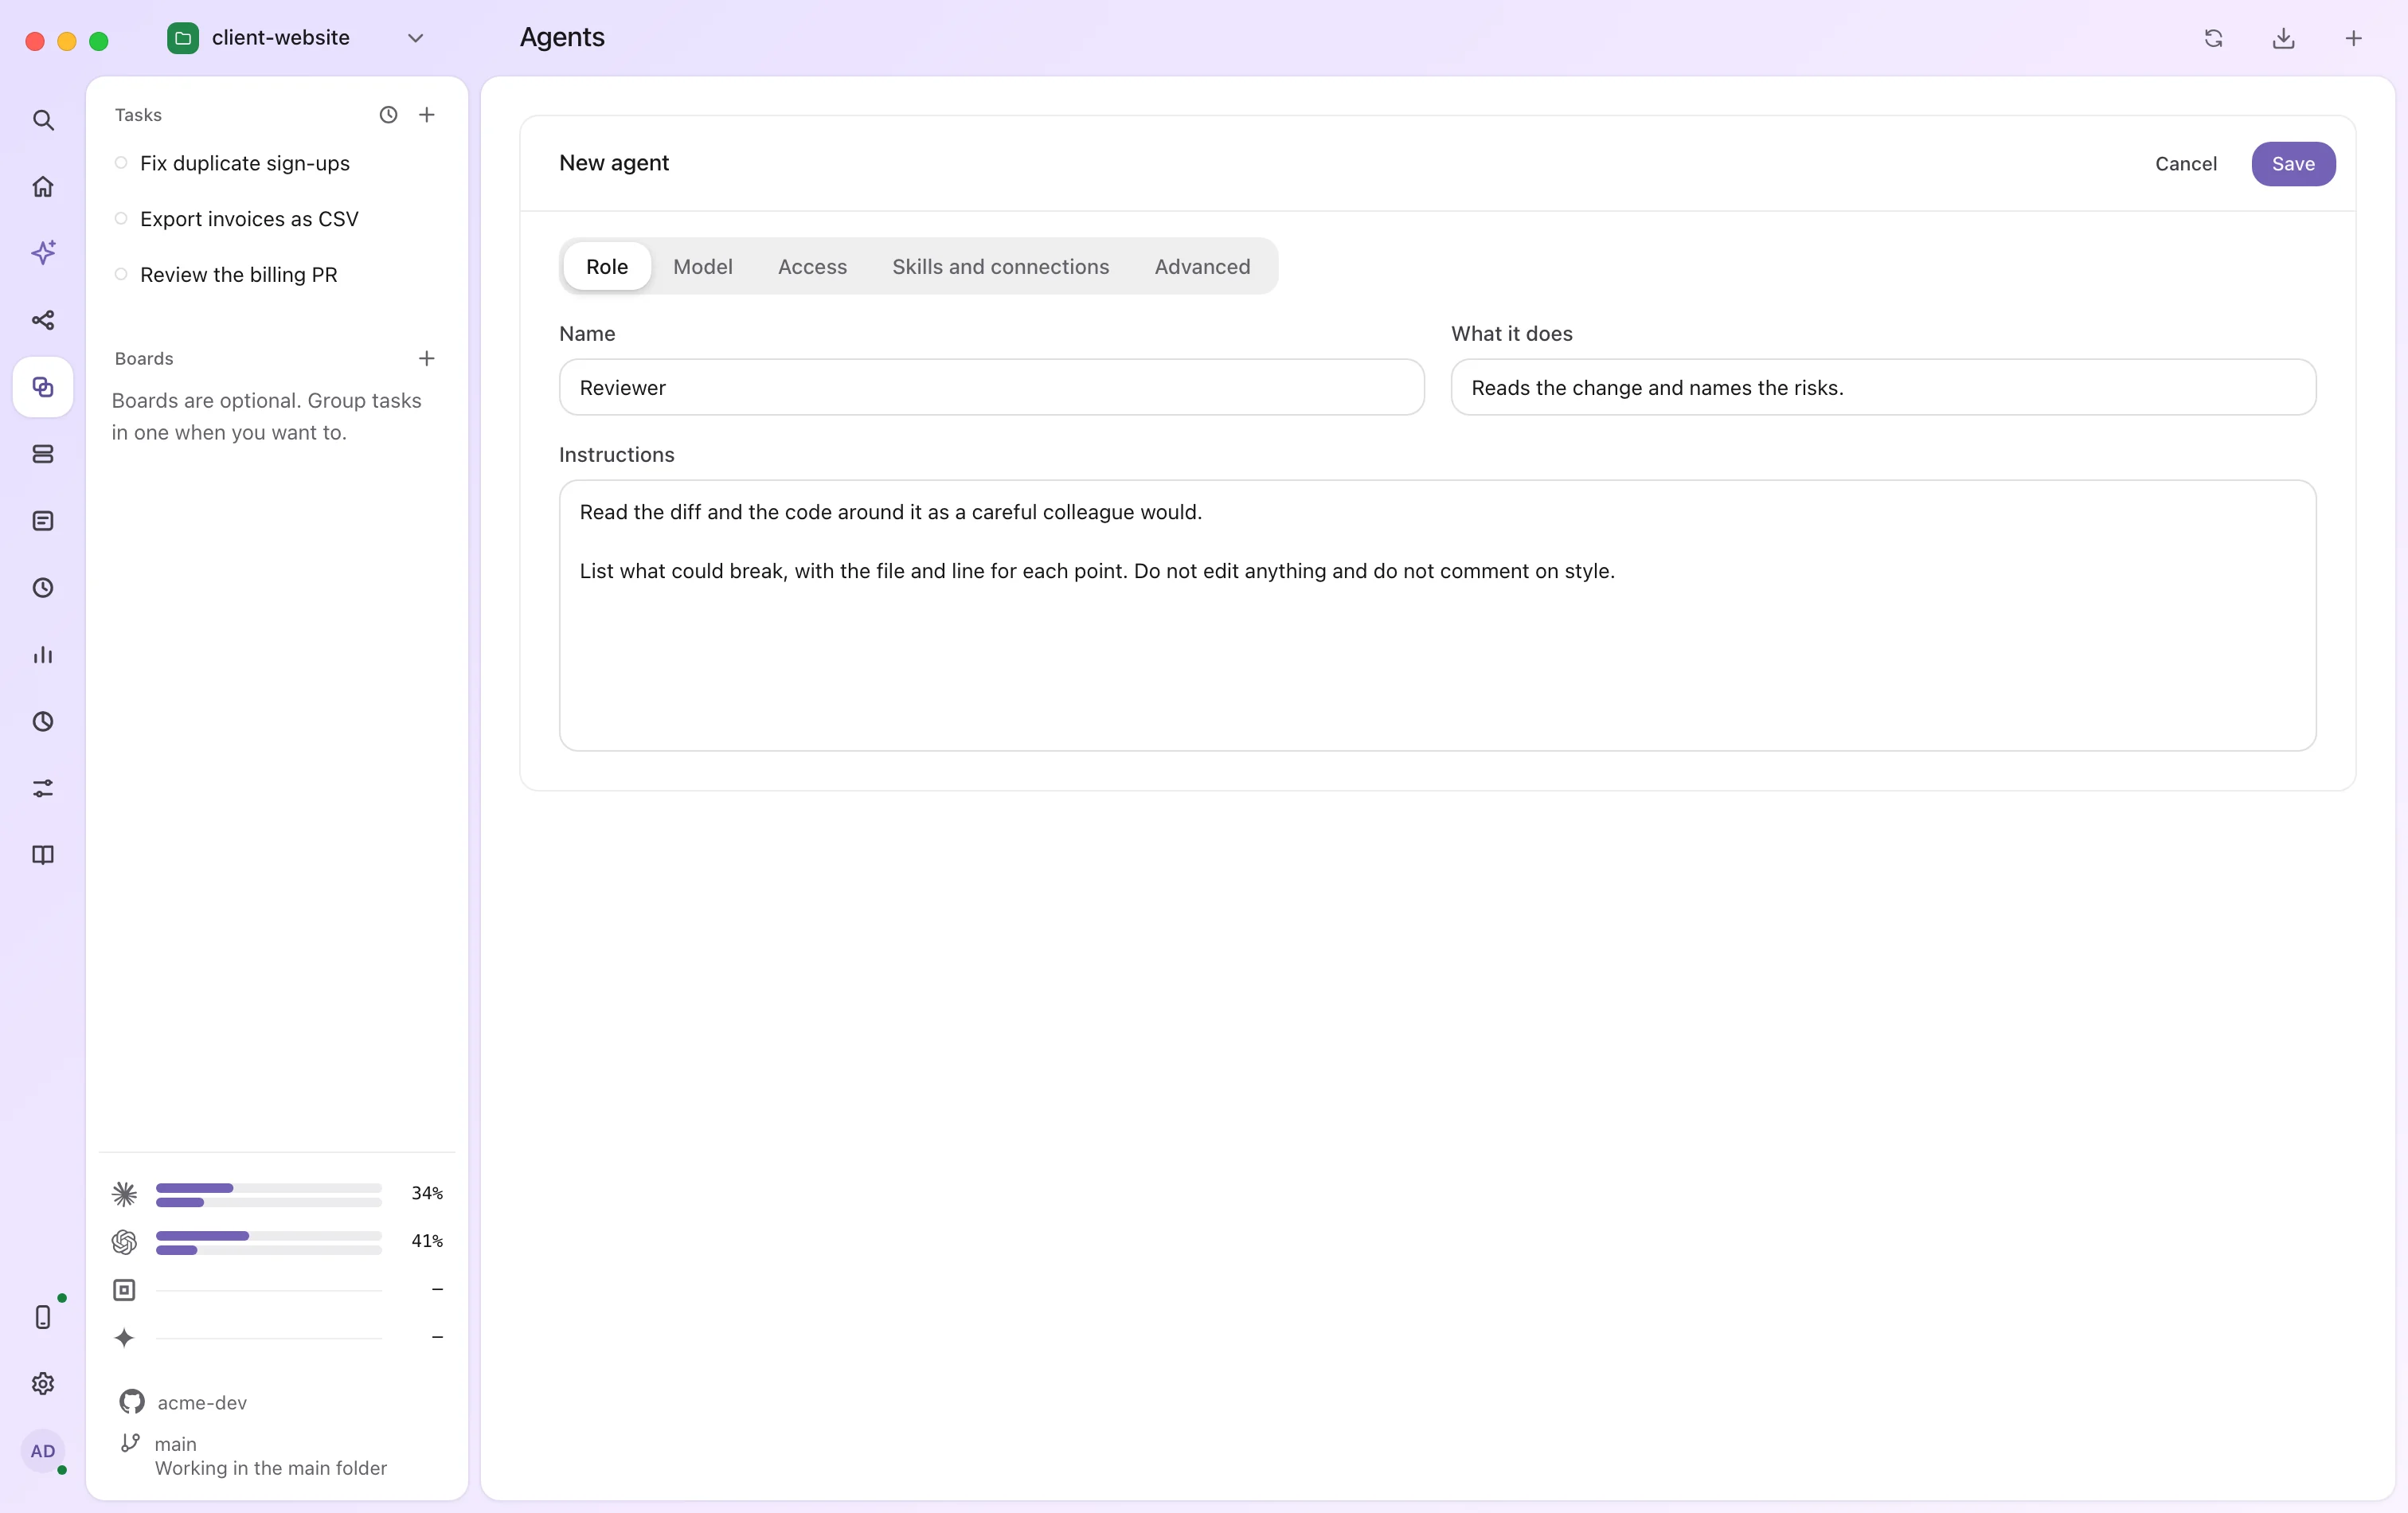 client-website
Agents
Tasks
Fix duplicate sign-ups
Export invoices as CSV
Review the billing PR
Boards
Boards are optional. Group tasks
in one when you want to.
34%
41%
–
–
acme-dev
main
Working in the main folder
AD
New agent
Cancel
Save
Role
Model
Access
Skills and connections
Advanced
Name
What it does
Reviewer
Reads the change and names the risks.
Instructions
Read the diff and the code around it as a careful colleague would.
List what could break, with the file and line for each point. Do not edit anything and do not comment on style.